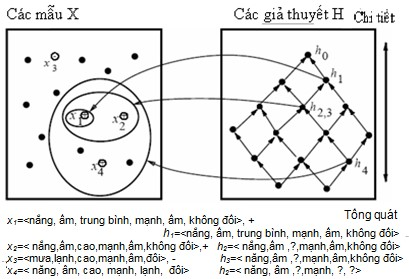 Các mẫu X
Các giả thuyết H
Chi tiết
x3
h0
h1
x1
x2
h2,3
x4
h4
Tổng quát
x1=<nắng, ấm, trung bình, mạnh, ấm, không đổi>, +
h1=<nắng, ấm, trung bình, mạnh, ấm, không đổi>
x2=< nắng,ấm,cao,mạnh,ấm,không đổi>,+ h2=< nắng,ấm ,?,mạnh,ấm,không đổi>
x3=<mưa,lạnh,cao,mạnh,ấm,đổi>, - h3=< nắng,ấm ,?,mạnh,ấm,không đổi>
x4=< nắng, ấm, cao, mạnh, lạnh, đổi> h2=< nắng, ấm ,?,mạnh, ?, ?>